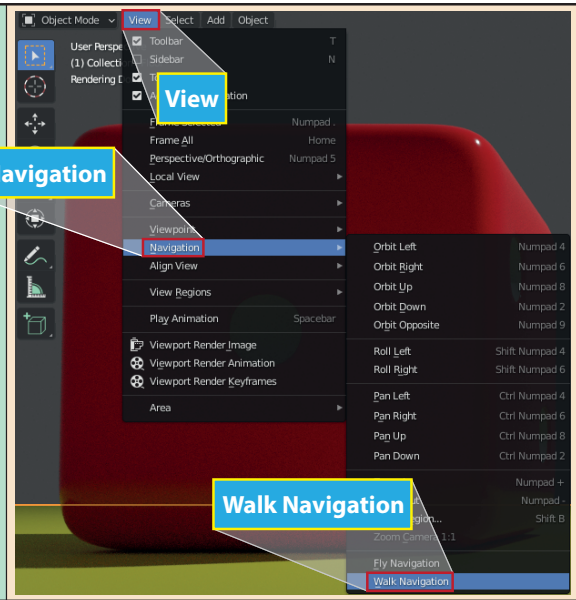 Object Mode View Select Add Object
User Perspe
(1) Collecti
Rendering D
Toolbar T
Sidebar N
ation
View
Frame Selected Numpad .
Frame All Home
Perspective/Orthographic Numpad 5
Local View
avigation
Cameras
Viewpoint
Navigation
Align View
View Regions
Play Animation Spacebar
Viewport Render Image
Viewport Render Animation
Viewport Render Keyframes
Area
Orbit Left Numpad 4
Orbit Right Numpad 6
Orbit Up Numpad 8
Orbit Down Numpad 2
Orbit Opposite Numpad 9
Roll Left Shift Numpad 4
Roll Right Shift Numpad 6
Pan Left Ctrl Numpad 4
Pan Right Ctrl Numpad 6
Pan Up Ctrl Numpad 8
Pan Down Ctrl Numpad 2
Numpad +
Walk Navigation
Numpad -
egion... Shift B
Zoom Camera 1:1
Fly Navigation
Walk Navigation